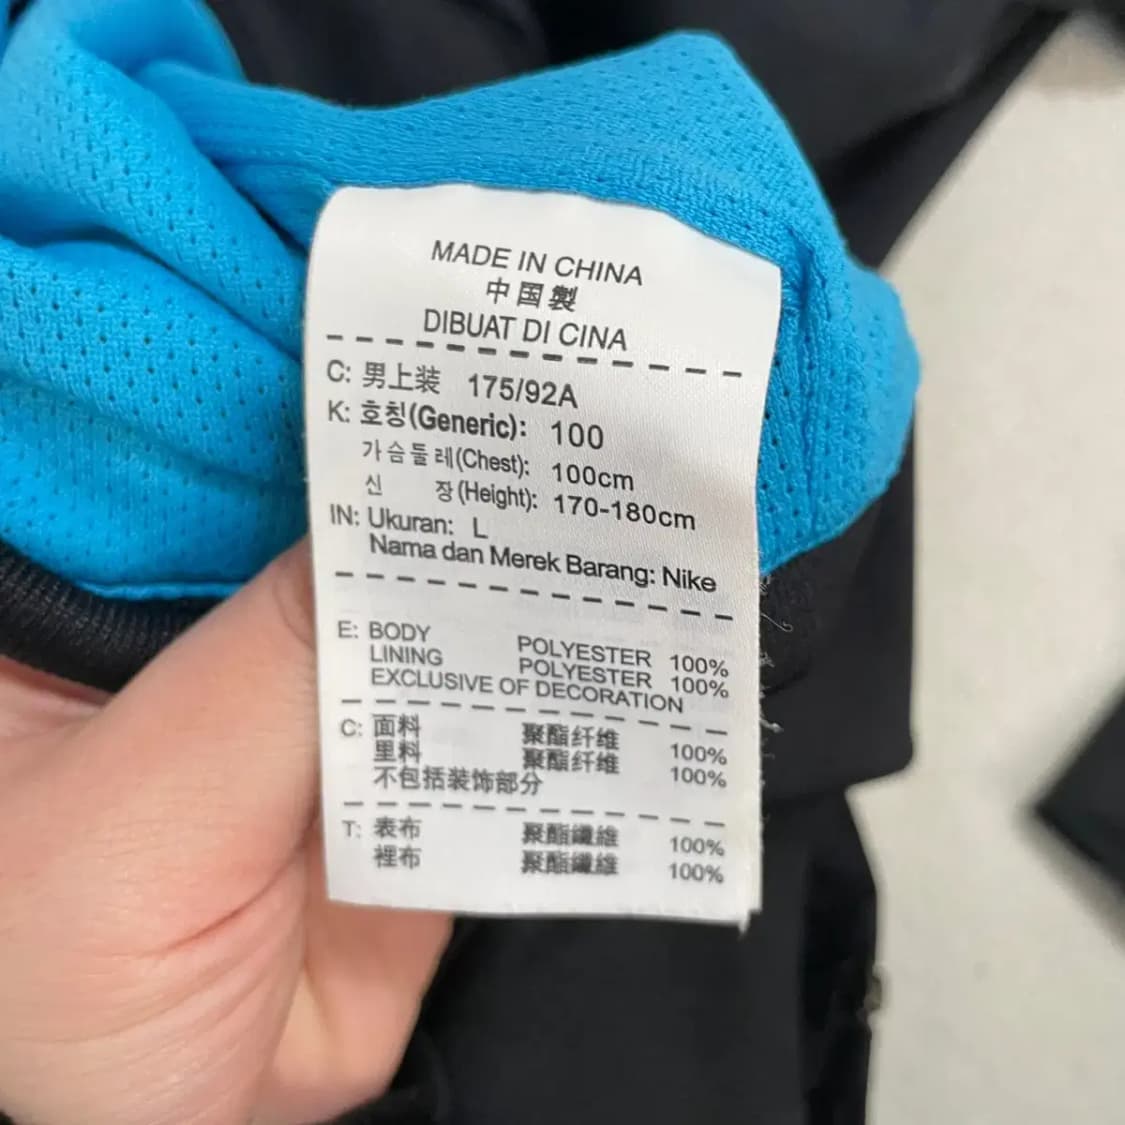 MADE IN CHINA
中国製
DIBUAT DI CINA
C: 男上装 175/92A
K: 호칭(Generic): 100
가슴둘레(Chest): 100cm
신 장(Height): 170-180cm
IN: Ukuran: L
Nama dan Merek Barang: Nike
E: BODY POLYESTER 100%
LINING POLYESTER 100%
EXCLUSIVE OF DECORATION
C: 面料 聚酯纤维 100%
里料 聚酯纤维 100%
不包括装饰部分
T: 表布 聚酯纖維 100%
裡布 聚酯纖維 100%